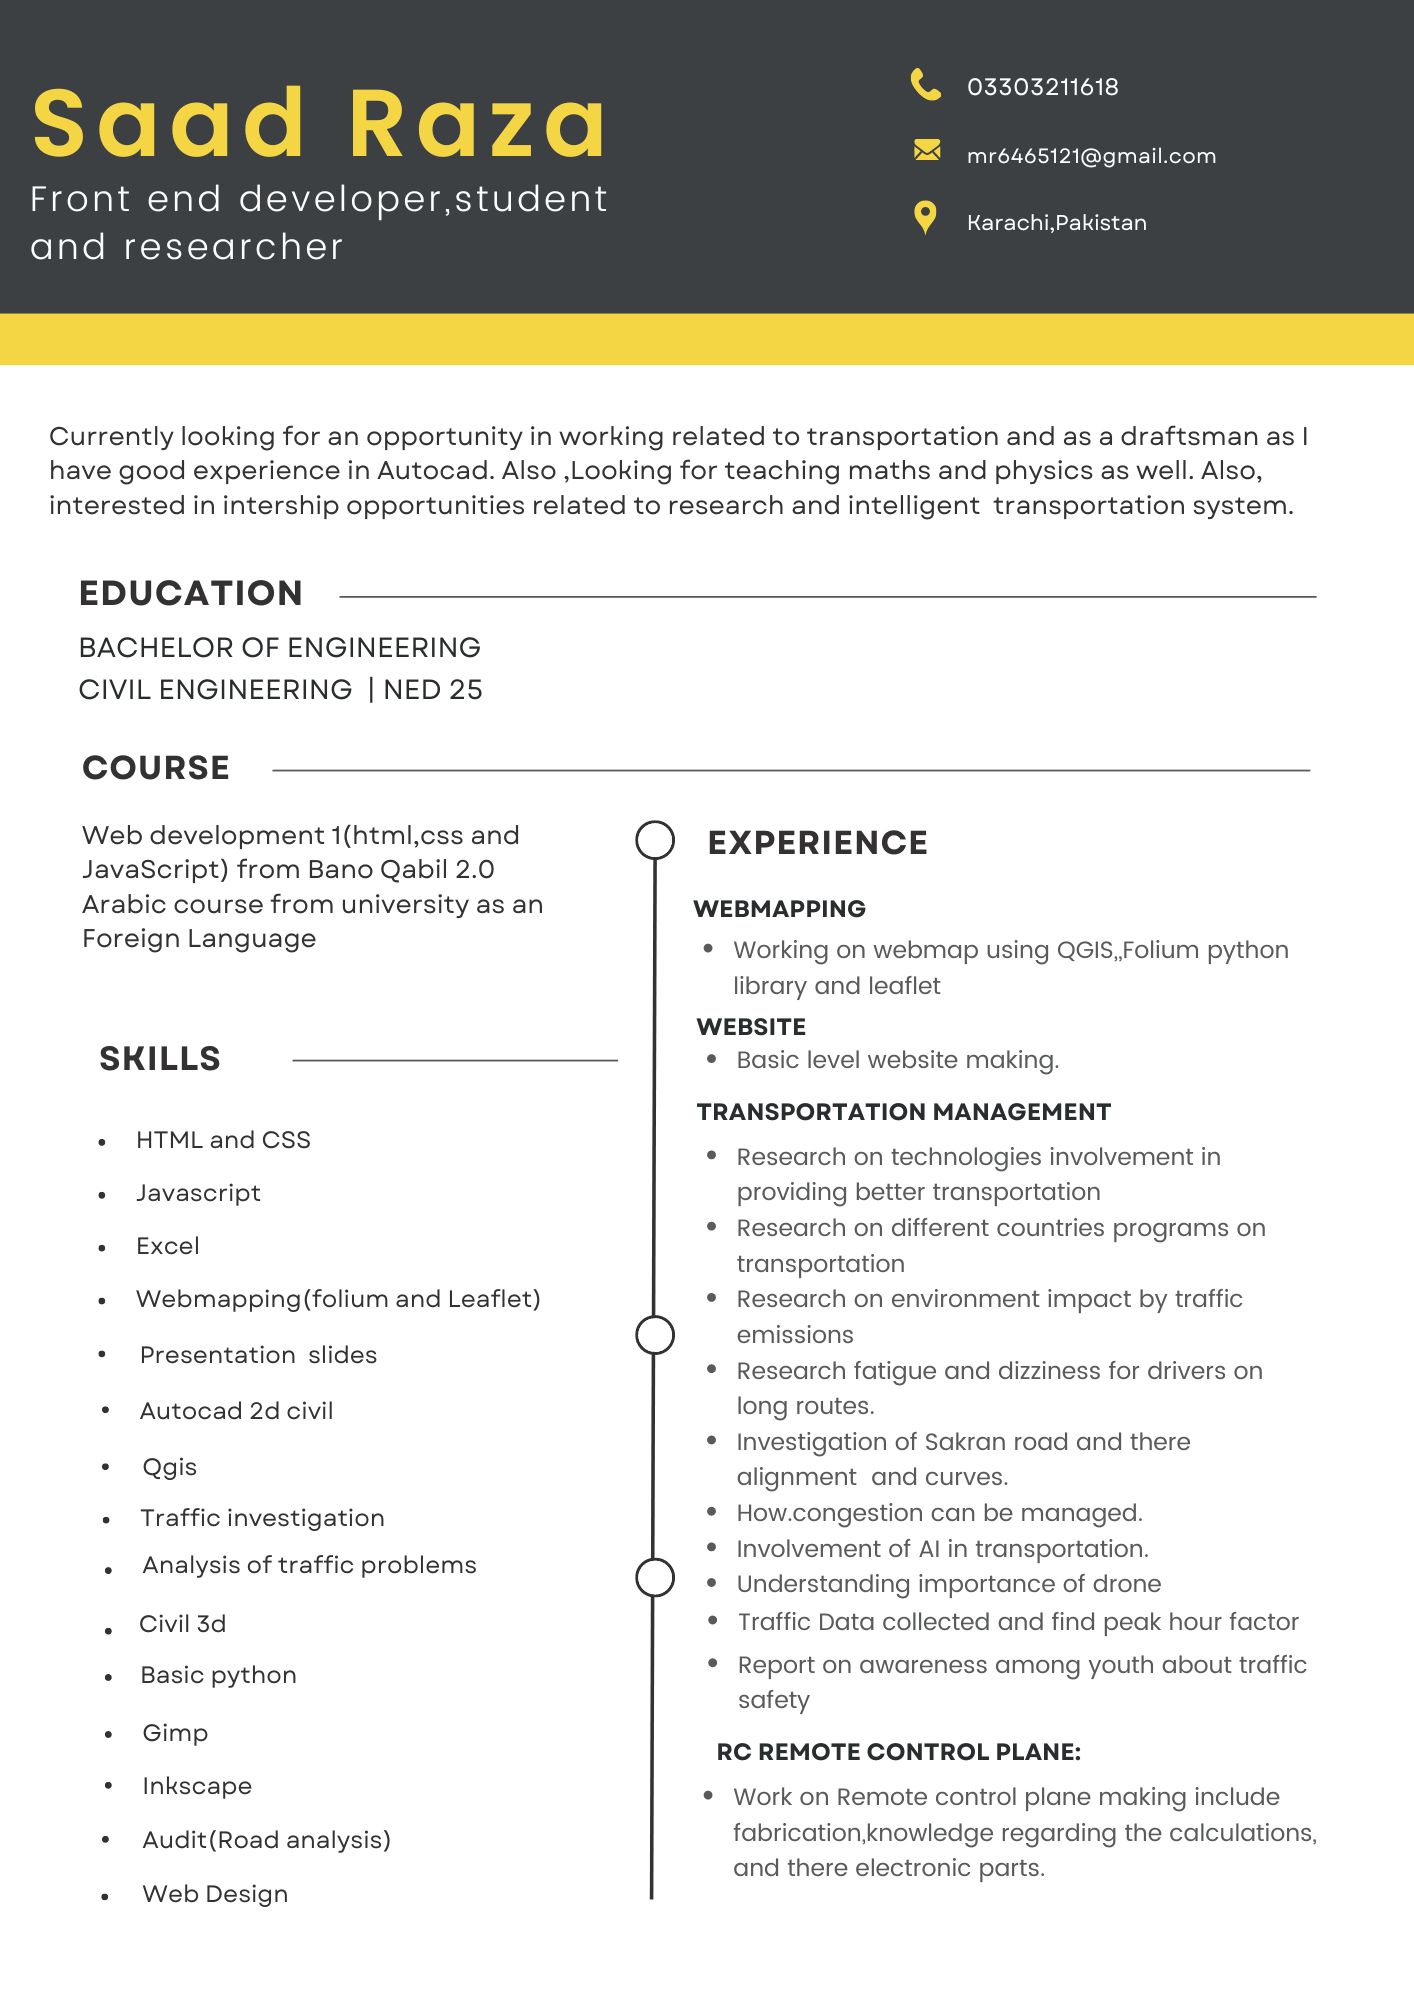 Saad Raza
Front end developer,student
and researcher
03303211618
mr6465121@gmail.com
Karachi,Pakistan
Currently looking for an opportunity in working related to transportation and as a draftsman as I
have good experience in Autocad. Also ,Looking for teaching maths and physics as well. Also,
interested in intership opportunities related to research and intelligent  transportation system.
EDUCATION
BACHELOR OF ENGINEERING
CIVIL ENGINEERING  | NED 25
COURSE
Web development 1(html,css and
JavaScript) from Bano Qabil 2.0
Arabic course from university as an
Foreign Language
SKILLS
• HTML and CSS
• Javascript
• Excel
• Webmapping(folium and Leaflet)
• Presentation  slides
• Autocad 2d civil
• Qgis
• Traffic investigation
• Analysis of traffic problems
• Civil 3d
• Basic python
• Gimp
• Inkscape
• Audit(Road analysis)
• Web Design
EXPERIENCE
WEBMAPPING
• Working on webmap using QGIS,,Folium python
library and leaflet
WEBSITE
• Basic level website making.
TRANSPORTATION MANAGEMENT
• Research on technologies involvement in
providing better transportation
• Research on different countries programs on
transportation
• Research on environment impact by traffic
emissions
• Research fatigue and dizziness for drivers on
long routes.
• Investigation of Sakran road and there
alignment  and curves.
• How.congestion can be managed.
• Involvement of AI in transportation.
• Understanding importance of drone
• Traffic Data collected and find peak hour factor
• Report on awareness among youth about traffic
safety
RC REMOTE CONTROL PLANE:
• Work on Remote control plane making include
fabrication,knowledge regarding the calculations,
and there electronic parts.